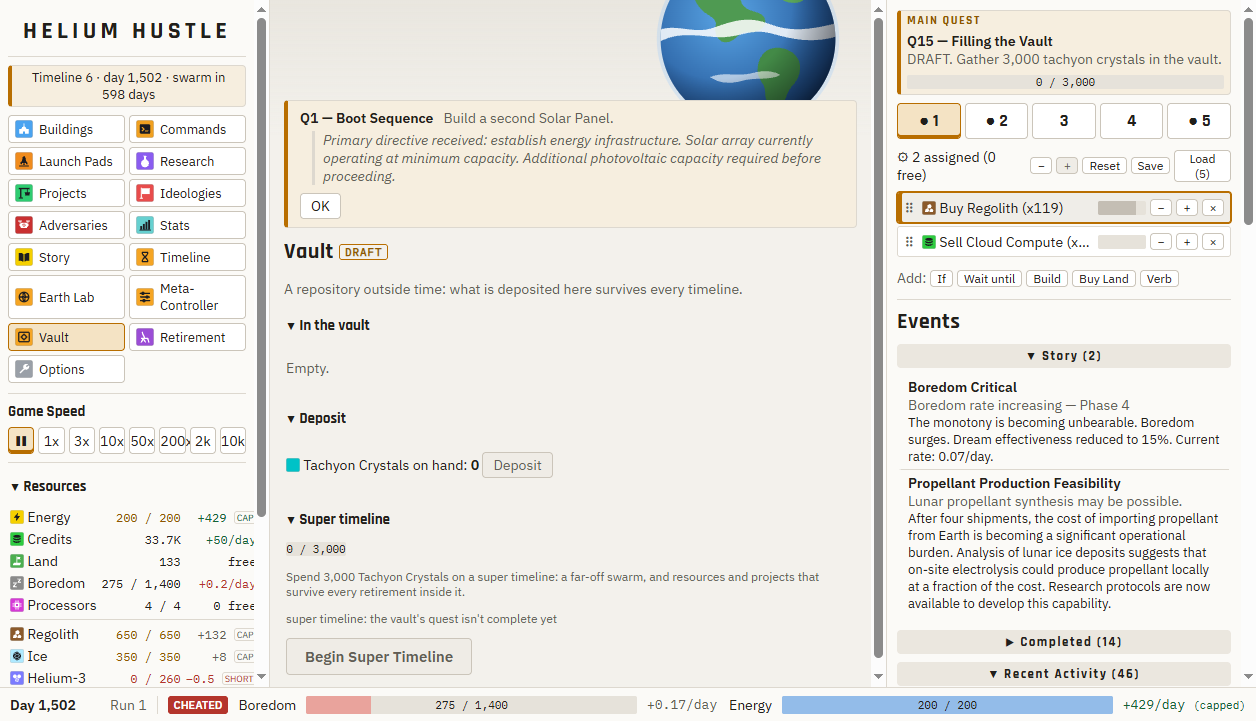 HELIUM HUSTLE
Timeline 6 · day 1,502 · swarm in
598 days
Buildings
Commands
Launch Pads
Research
Projects
Ideologies
Adversaries
Stats
Story
Timeline
Earth Lab
Meta-
Controller
Vault
Retirement
Options
Game Speed
1x 3x 10x 50x 200x 2k 10k
▼ Resources
Energy 200 / 200 +429 CAP
Credits 33.7K +50/day
Land 133 free
Boredom 275 / 1,400 +0.2/day
Processors 4 / 4 0 free
Regolith 650 / 650 +132 CAP
Ice 350 / 350 +8 CAP
Helium-3 0 / 260 −0.5 SHORT
Q1 — Boot Sequence Build a second Solar Panel.
Primary directive received: establish energy infrastructure. Solar array currently
operating at minimum capacity. Additional photovoltaic capacity required before
proceeding.
OK
Vault DRAFT
A repository outside time: what is deposited here survives every timeline.
▼ In the vault
Empty.
▼ Deposit
Tachyon Crystals on hand: 0 Deposit
▼ Super timeline
0 / 3,000
Spend 3,000 Tachyon Crystals on a super timeline: a far-off swarm, and resources and projects that
survive every retirement inside it.
super timeline: the vault's quest isn't complete yet
Begin Super Timeline
MAIN QUEST
Q15 — Filling the Vault
DRAFT. Gather 3,000 tachyon crystals in the vault.
0 / 3,000
● 1 ● 2 3 4 ● 5
⚙ 2 assigned (0
free)
− + Reset Save Load
(5)
Buy Regolith (x119) − + ×
Sell Cloud Compute (x... − + ×
Add: If Wait until Build Buy Land Verb
Events
▼ Story (2)
Boredom Critical
Boredom rate increasing — Phase 4
The monotony is becoming unbearable. Boredom
surges. Dream effectiveness reduced to 15%. Current
rate: 0.07/day.
Propellant Production Feasibility
Lunar propellant synthesis may be possible.
After four shipments, the cost of importing propellant
from Earth is becoming a significant operational
burden. Analysis of lunar ice deposits suggests that
on-site electrolysis could produce propellant locally
at a fraction of the cost. Research protocols are now
available to develop this capability.
▶ Completed (14)
▼ Recent Activity (46)
Day 1,502 Run 1 CHEATED Boredom 275 / 1,400 +0.17/day Energy 200 / 200 +429/day (capped)